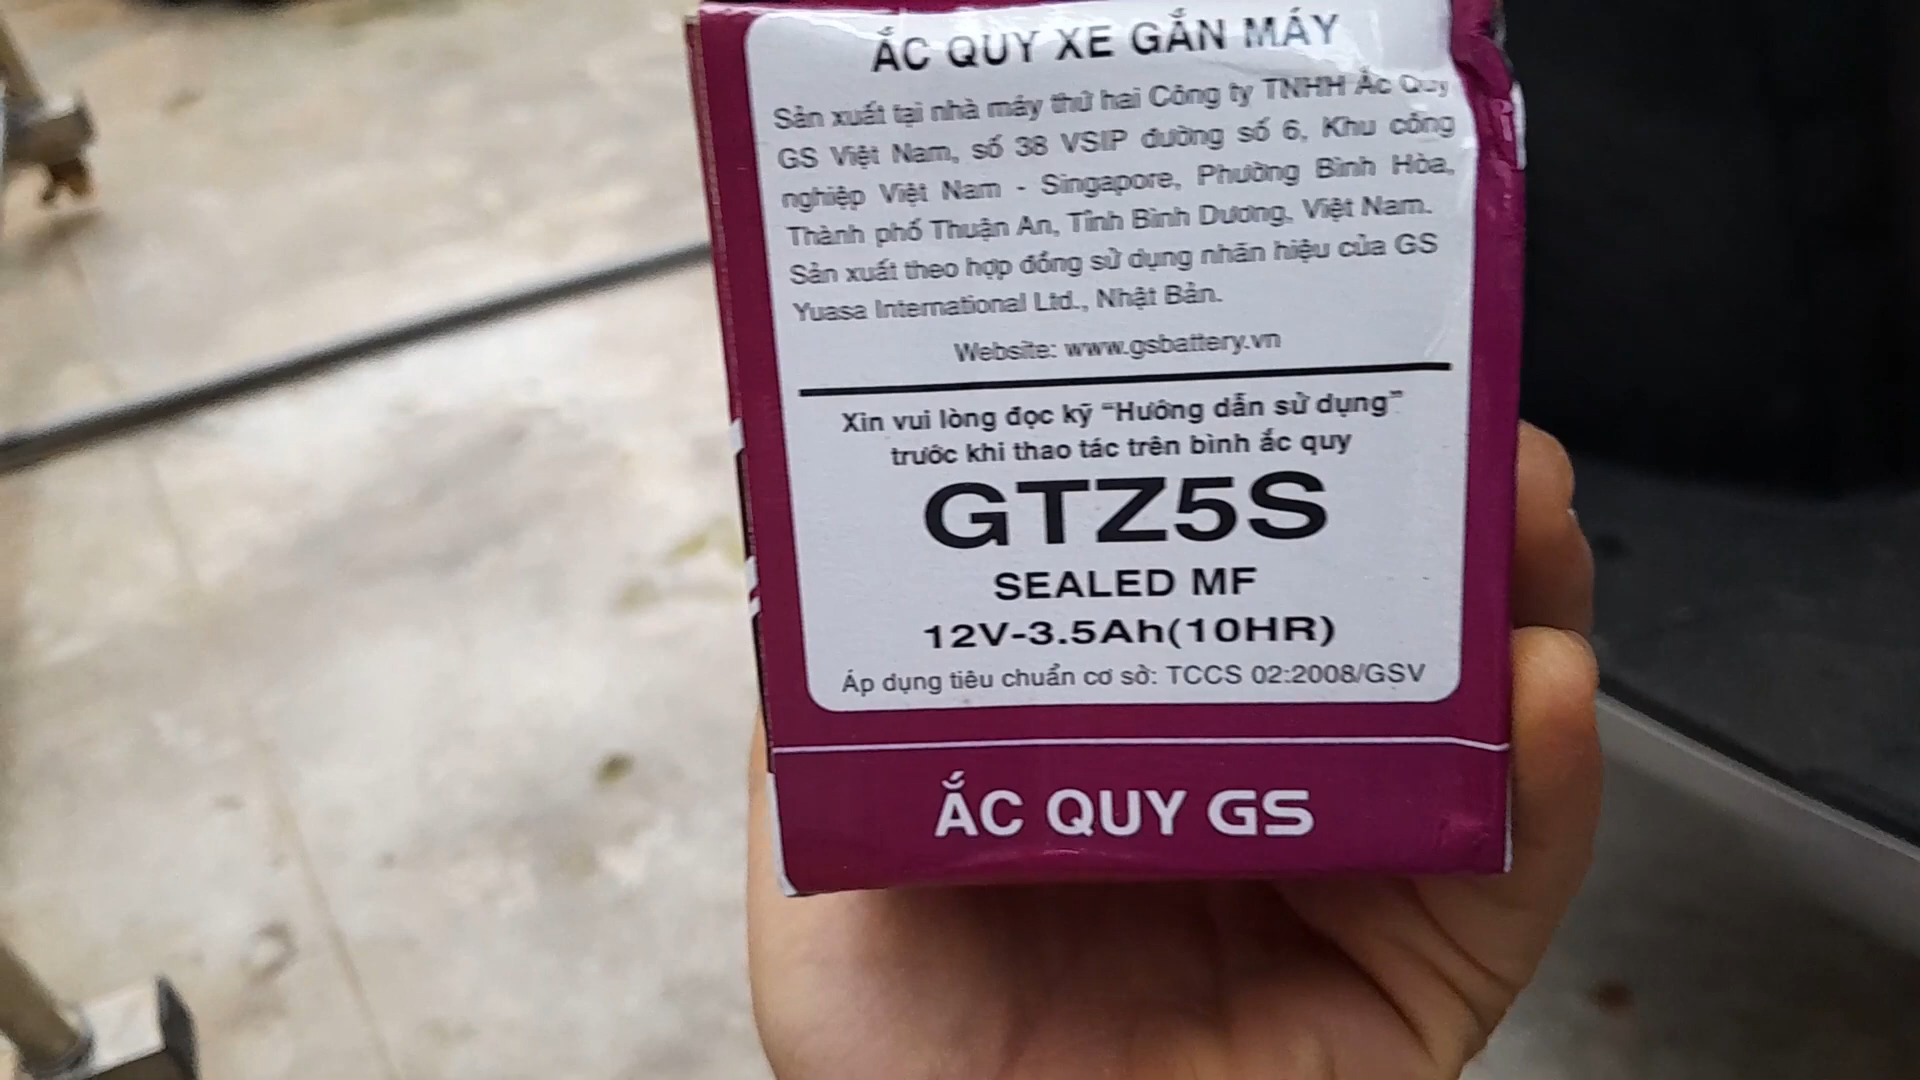 ẮC QUY XE GẮN MÁY
Sản xuất tại nhà máy thứ hai Công ty TNHH Ắc Quy
GS Việt Nam, số 38 VSIP đường số 6, Khu công
nghiệp Việt Nam - Singapore, Phường Bình Hòa,
Thành phố Thuận An, Tỉnh Bình Dương, Việt Nam.
Sản xuất theo hợp đồng sử dụng nhãn hiệu của GS
Yuasa International Ltd., Nhật Bản.
Website: www.gsbattery.vn
Xin vui lòng đọc kỹ “Hướng dẫn sử dụng”
trước khi thao tác trên bình ắc quy
GTZ5S
SEALED MF
12V-3.5Ah(10HR)
Áp dụng tiêu chuẩn cơ sở: TCCS 02:2008/GSV
ẮC QUY GS